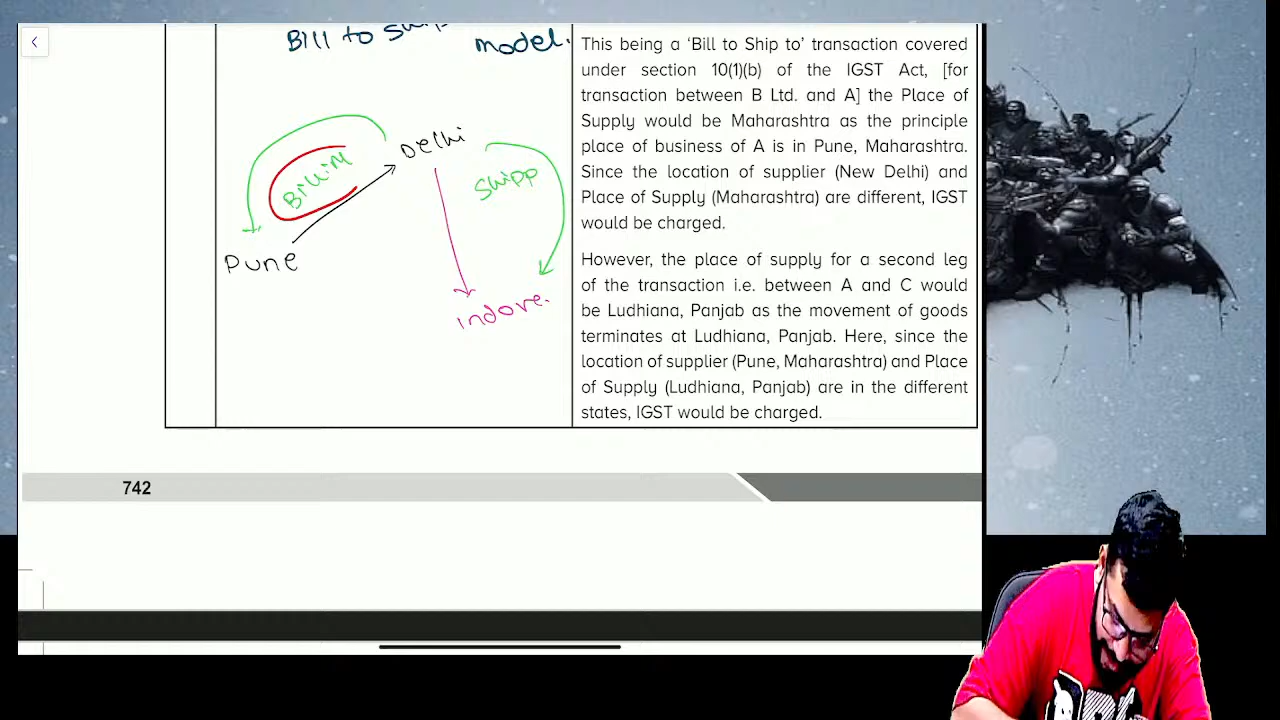 Bill to Ship
model.
Delhi
Billing
Shipp
Pune
indore.
This being a ‘Bill to Ship to’ transaction covered
under section 10(1)(b) of the IGST Act, [for
transaction between B Ltd. and A] the Place of
Supply would be Maharashtra as the principle
place of business of A is in Pune, Maharashtra.
Since the location of supplier (New Delhi) and
Place of Supply (Maharashtra) are different, IGST
would be charged.
However, the place of supply for a second leg
of the transaction i.e. between A and C would
be Ludhiana, Panjab as the movement of goods
terminates at Ludhiana, Panjab. Here, since the
location of supplier (Pune, Maharashtra) and Place
of Supply (Ludhiana, Panjab) are in the different
states, IGST would be charged.
742